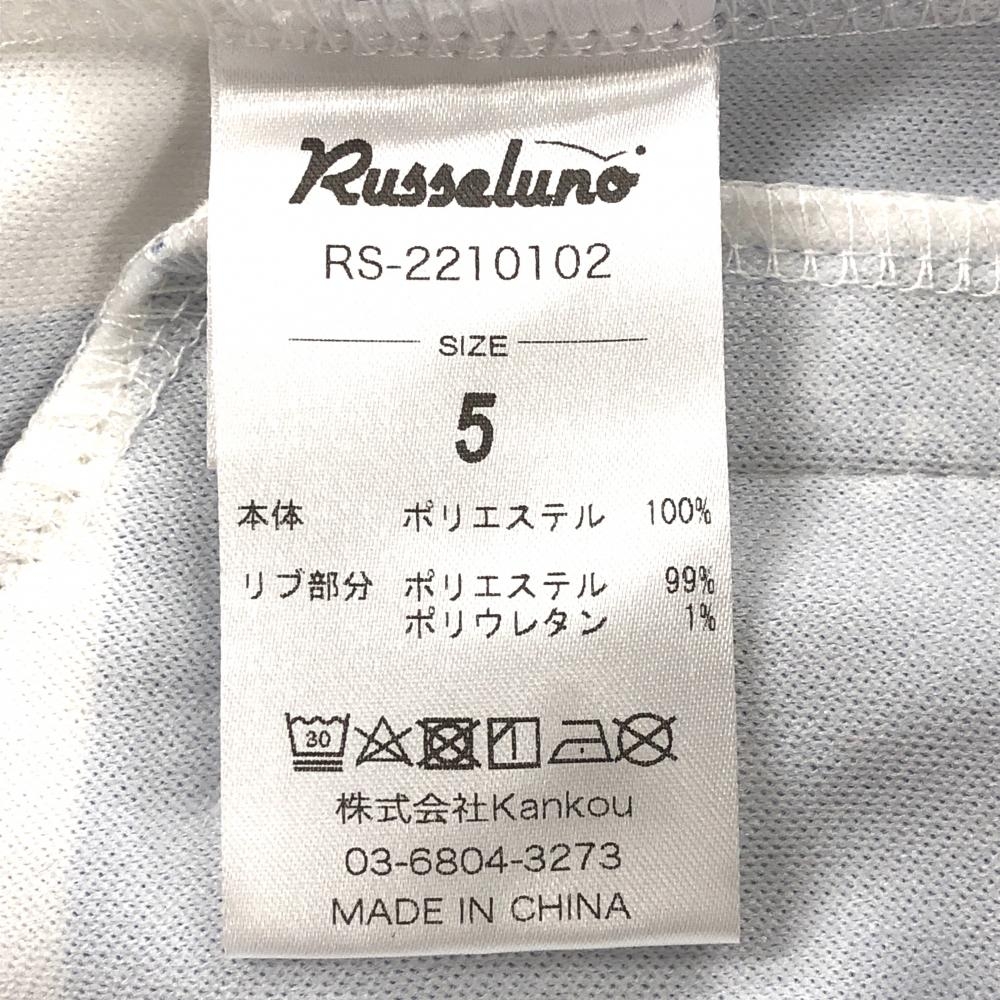 Russeluno
RS-2210102
SIZE
5
本体 ポリエステル 100%
リブ部分 ポリエステル 99%
ポリウレタン 1%
30
株式会社Kankou
03-6804-3273
MADE IN CHINA